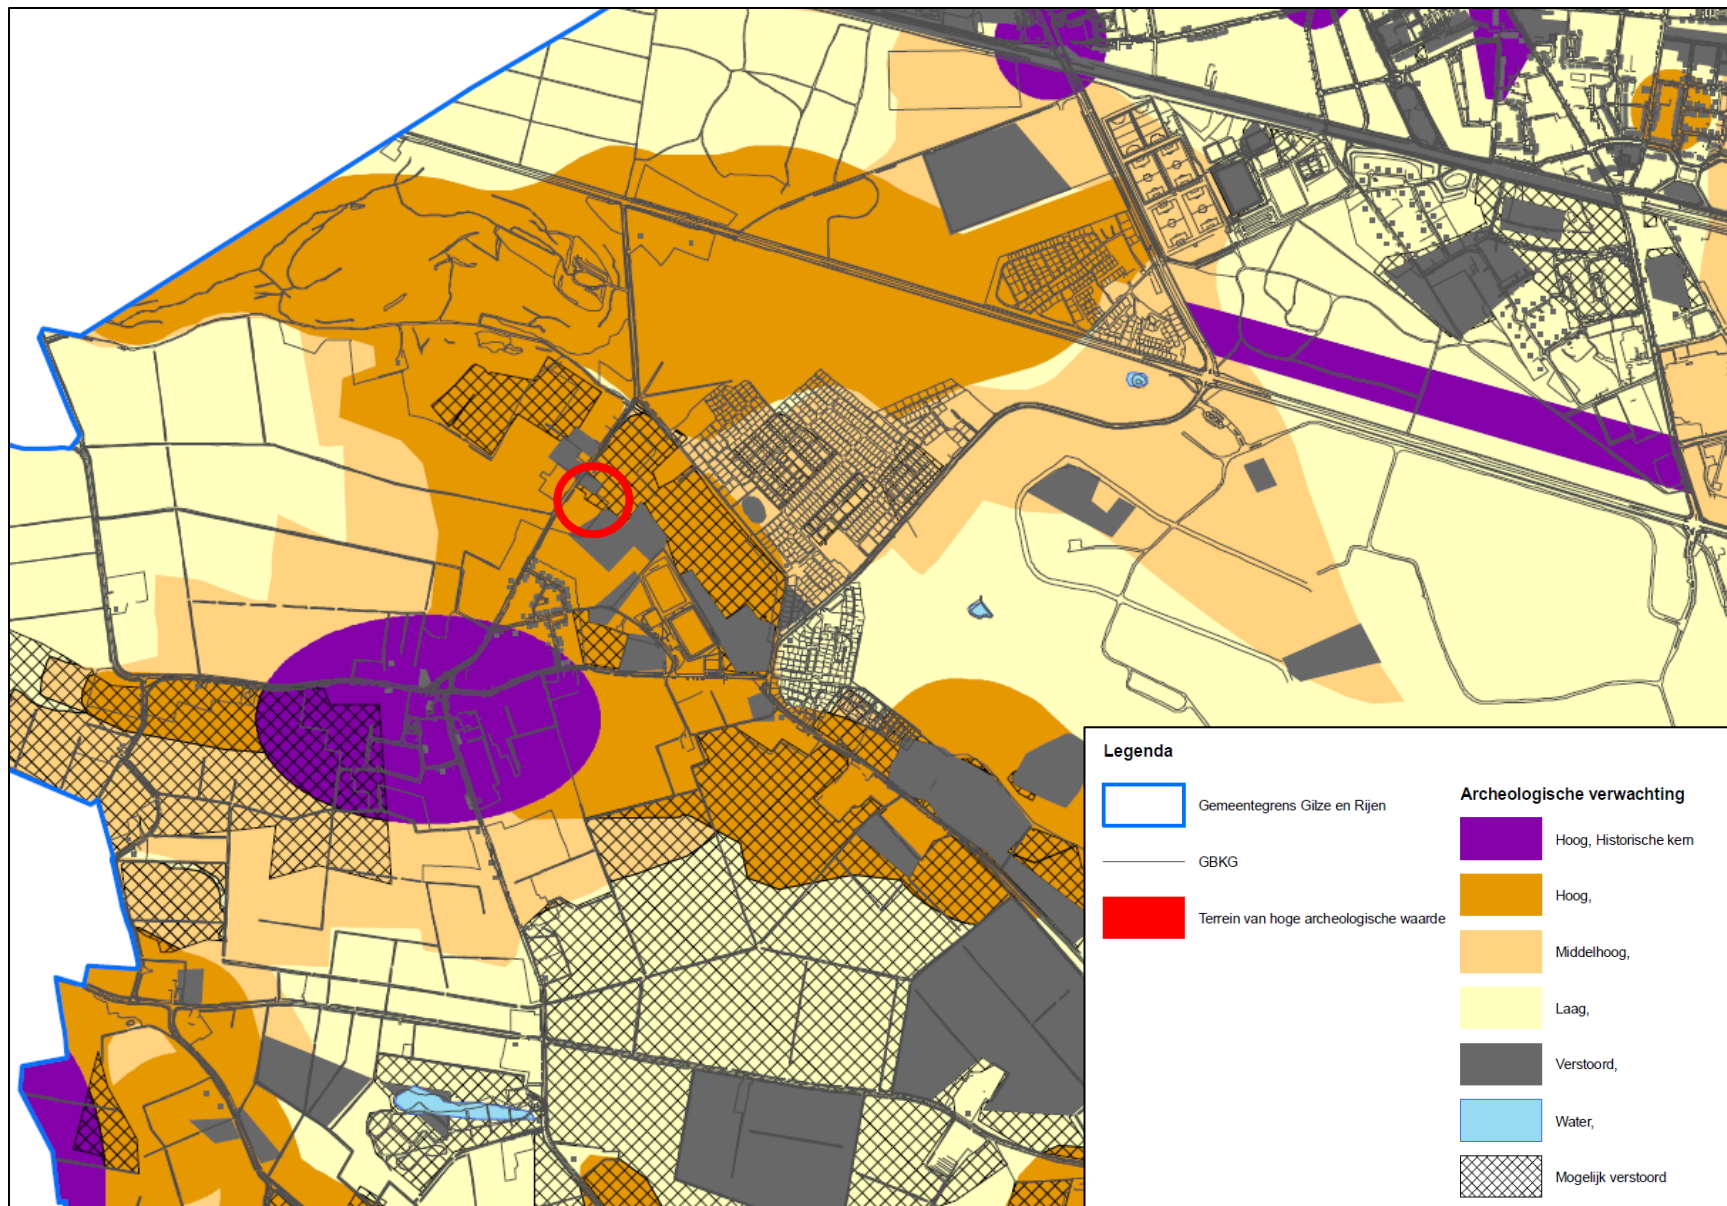 Legenda
Gemeentegrens Gilze en Rijen
GBKG
Terrein van hoge archeologische waarde
Archeologische verwachting
Hoog, Historische kern
Hoog,
Middelhoog,
Laag,
Verstoord,
Water,
Mogelijk verstoord